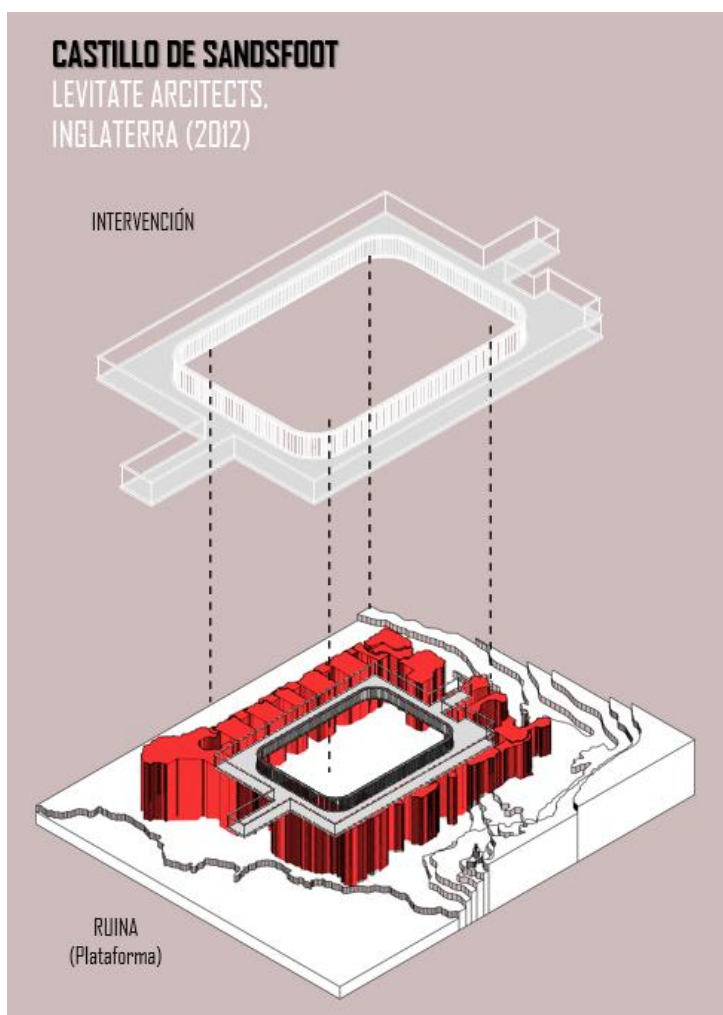 CASTILLO DE SANDSFOOT
LEVITATE ARCITECTS,
INGLATERRA (2012)
INTERVENCIÓN
RUINA
(Plataforma)